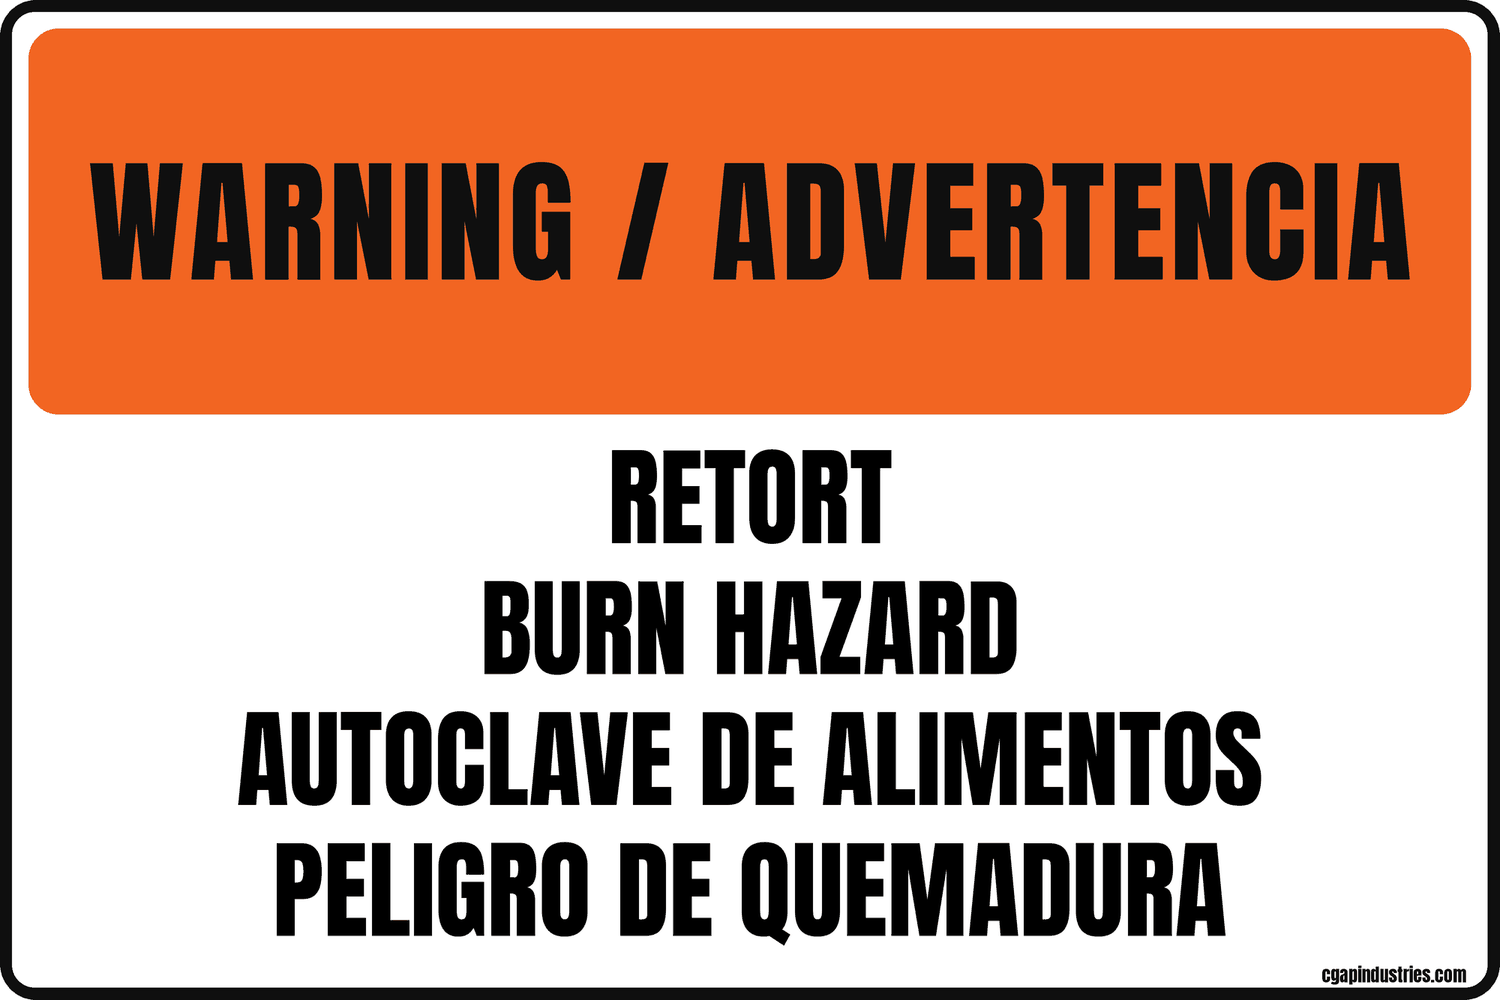 WARNING / ADVERTENCIA
RETORT
BURN HAZARD
AUTOCLAVE DE ALIMENTOS
PELIGRO DE QUEMADURA
cgapindustries.com